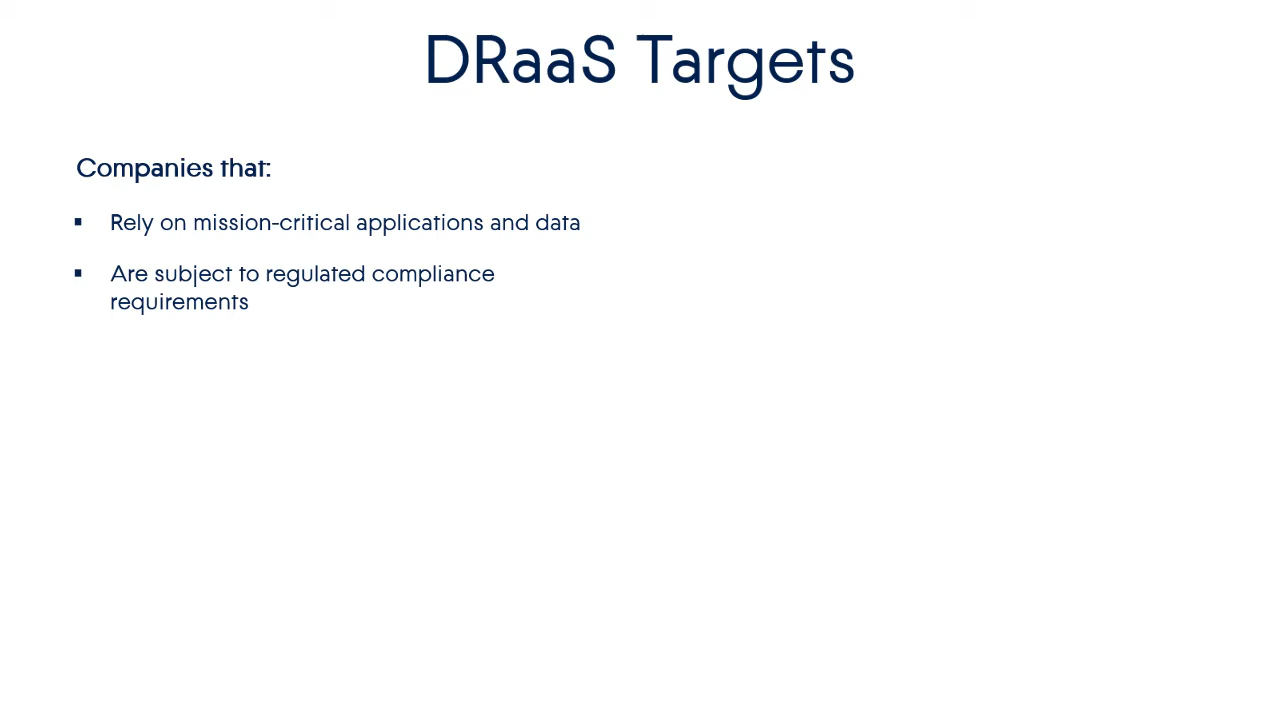 DRaaS Targets
Companies that:
▪ Rely on mission-critical applications and data
▪ Are subject to regulated compliance
requirements